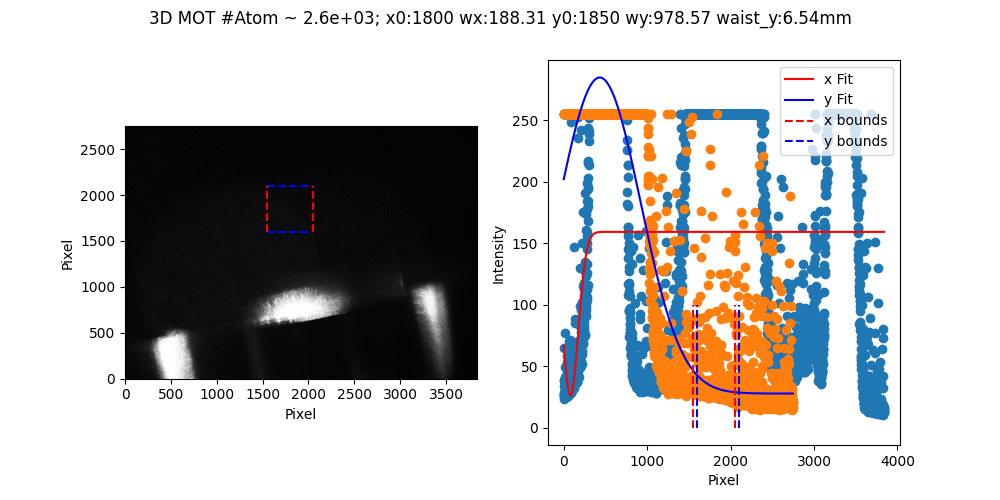 3D MOT #Atom ~ 2.6e+03; x0:1800 wx:188.31 y0:1850 wy:978.57 waist_y:6.54mm
2500
2000
1500
1000
500
0
Pixel
0 500 1000 1500 2000 2500 3000 3500
Pixel
250
200
150
100
50
0
Intensity
x Fit
y Fit
x bounds
y bounds
0 1000 2000 3000 4000
Pixel